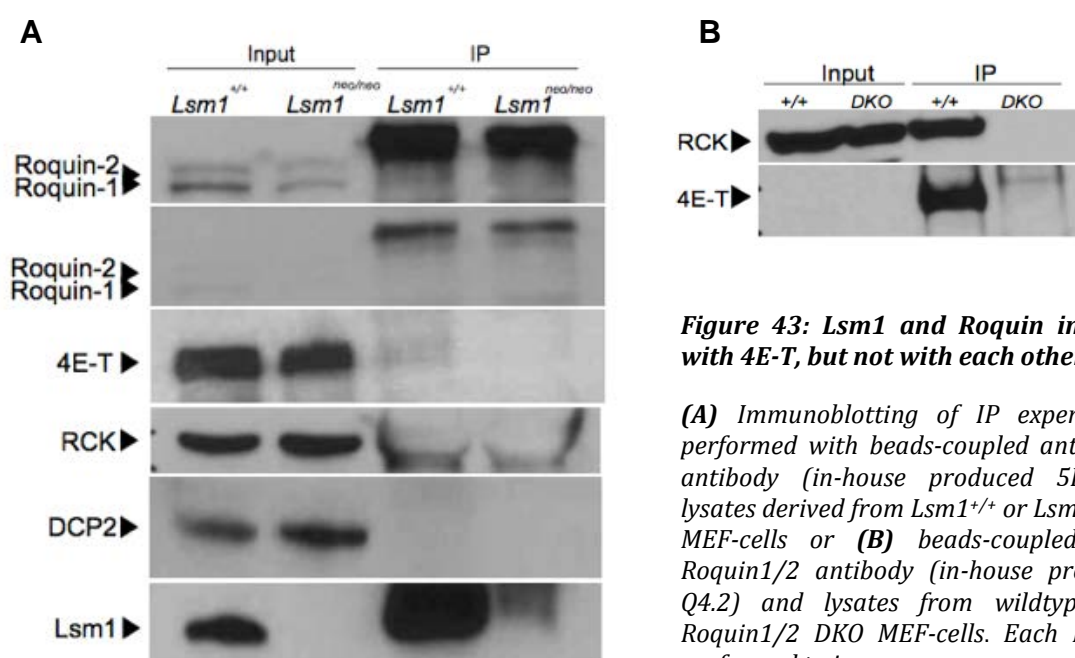 A
Input IP
Lsm1+/+ Lsm1neo/neo Lsm1+/+ Lsm1neo/neo
Roquin-2
Roquin-1
Roquin-2
Roquin-1
4E-T
RCK
DCP2
Lsm1
B
Input IP
+/+ DKO +/+ DKO
RCK
4E-T
Figure 43: Lsm1 and Roquin in
with 4E-T, but not with each othe
(A) Immunoblotting of IP exper
performed with beads-coupled ant
antibody (in-house produced 5
lysates derived from Lsm1+/+ or Lsm
MEF-cells or (B) beads-coupled
Roquin1/2 antibody (in-house pr
Q4.2) and lysates from wildtyp
Roquin1/2 DKO MEF-cells. Each